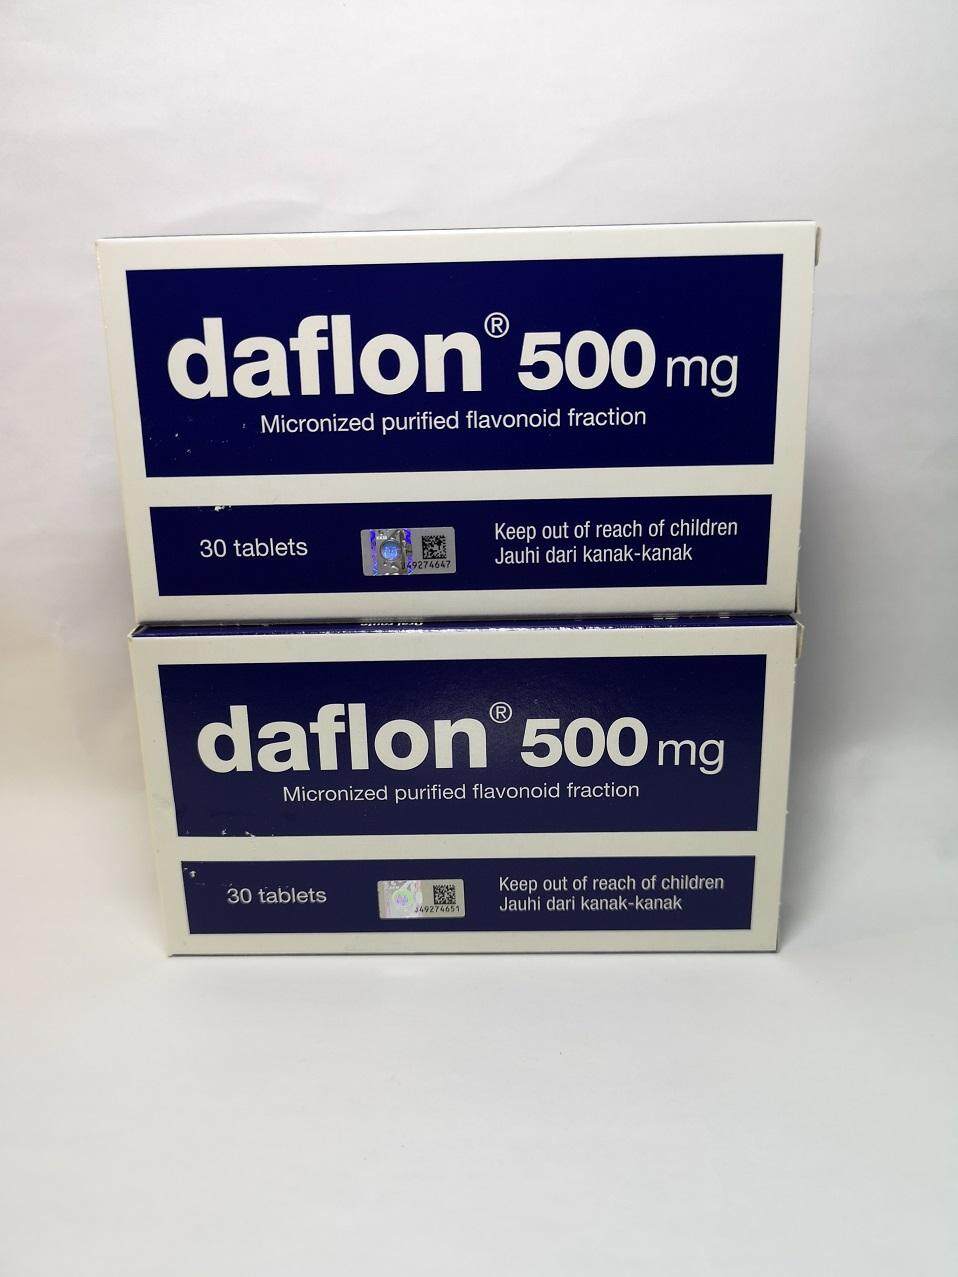 daflon® 500 mg
Micronized purified flavonoid fraction
30 tablets
49274647
Keep out of reach of children
Jauhi dari kanak-kanak
daflon® 500 mg
Micronized purified flavonoid fraction
30 tablets
49274651
Keep out of reach of children
Jauhi dari kanak-kanak